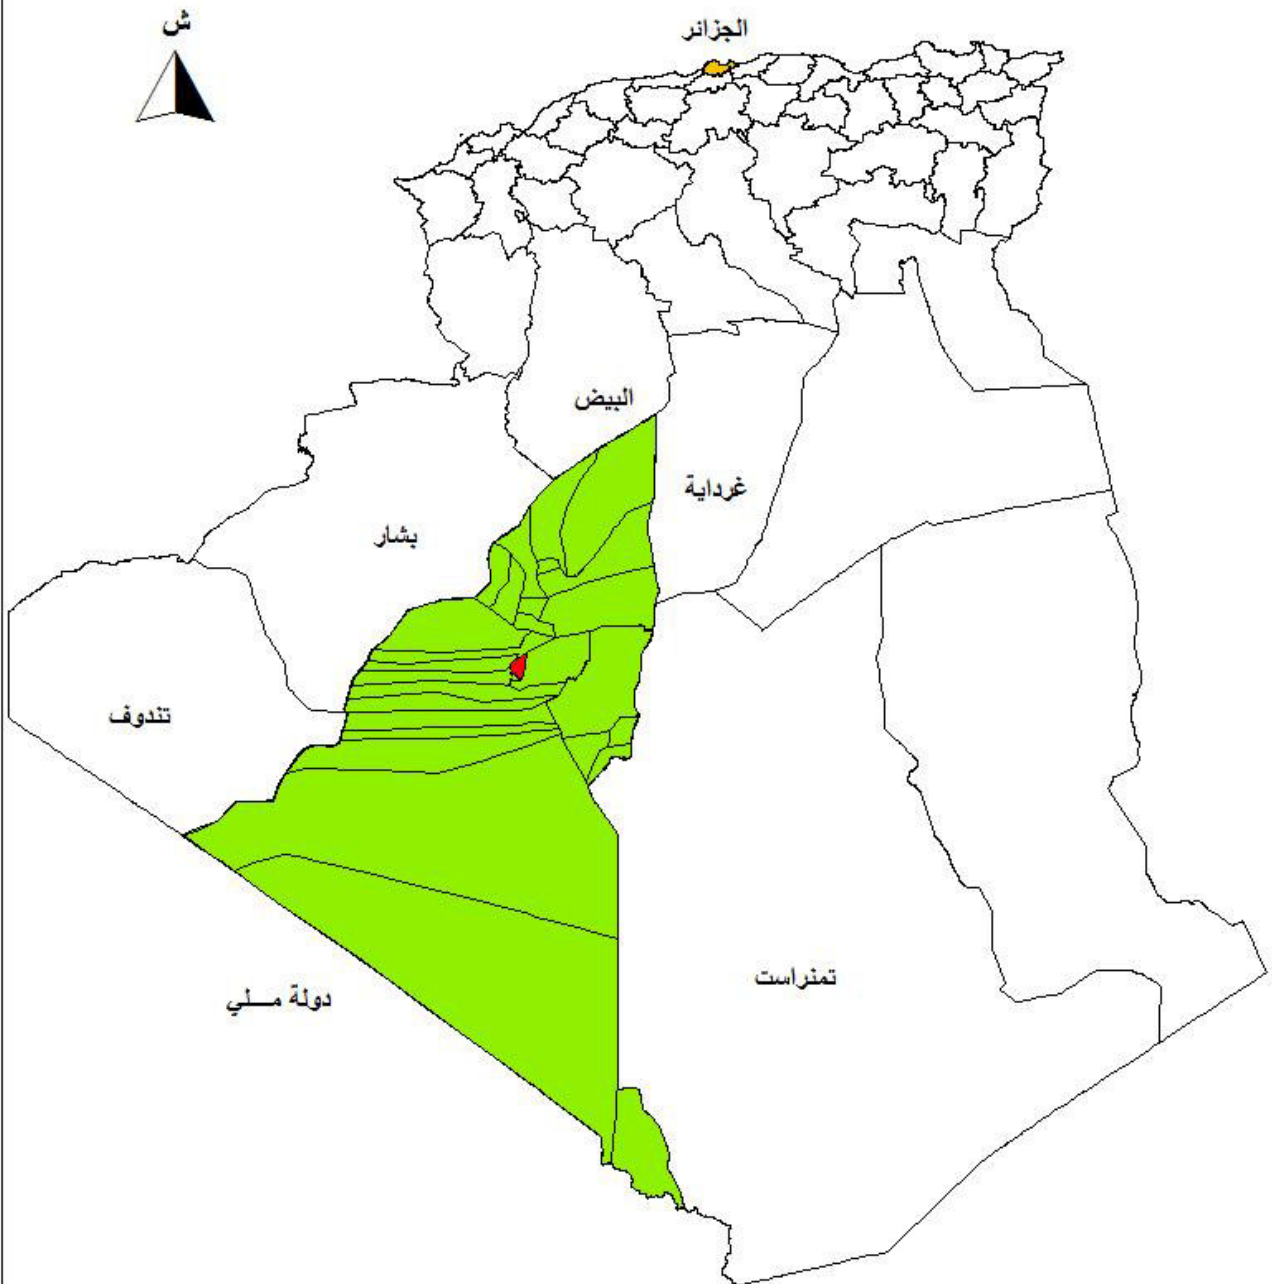 ش
الجزائر
البيض
غرداية
بشار
تندوف
تمنراست
دولة مـــلي